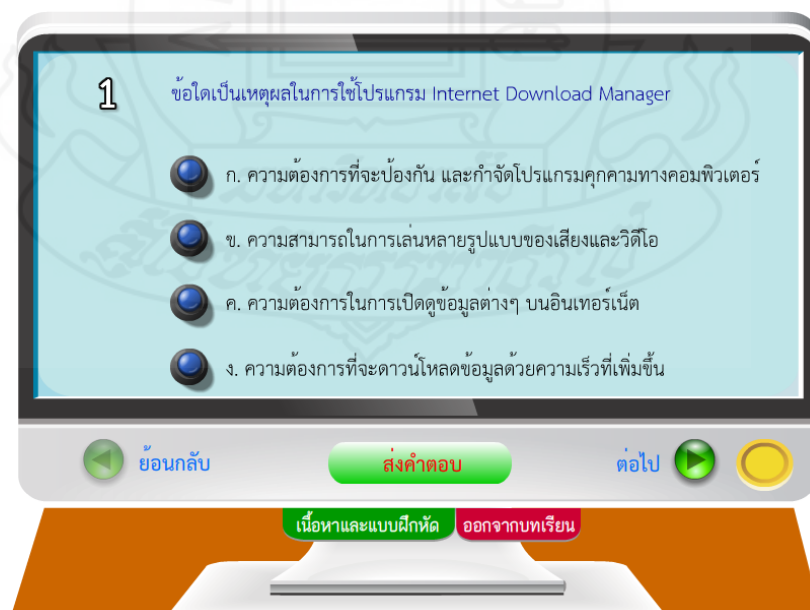 1 ข้อใดเป็นเหตุผลในการใช้โปรแกรม Internet Download Manager
ก. ความต้องการที่จะป้องกัน และกำจัดโปรแกรมคุกคามทางคอมพิวเตอร์
ข. ความสามารถในการเล่นหลายรูปแบบของเสียงและวิดีโอ
ค. ความต้องการในการเปิดดูข้อมูลต่างๆ บนอินเทอร์เน็ต
ง. ความต้องการที่จะดาวน์โหลดข้อมูลด้วยความเร็วที่เพิ่มขึ้น
ย้อนกลับ ส่งคำตอบ ต่อไป
เนื้อหาและแบบฝึกหัด ออกจากบทเรียน